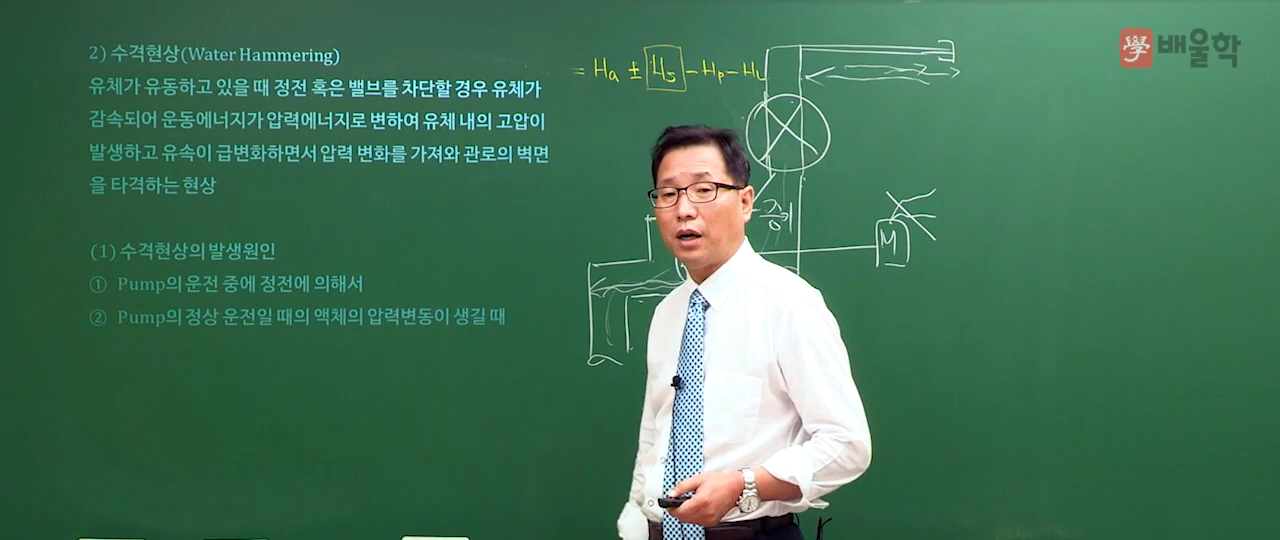 2) 수격현상(Water Hammering)
유체가 유동하고 있을 때 정전 혹은 밸브를 차단할 경우 유체가
감속되어 운동에너지가 압력에너지로 변하여 유체 내의 고압이
발생하고 유속이 급변화하면서 압력 변화를 가져와 관로의 벽면
을 타격하는 현상
(1) 수격현상의 발생원인
① Pump의 운전 중에 정전에 의해서
② Pump의 정상 운전일 때의 액체의 압력변동이 생길 때
= Ha ± Hs - Hp - HL
M
學 배울학